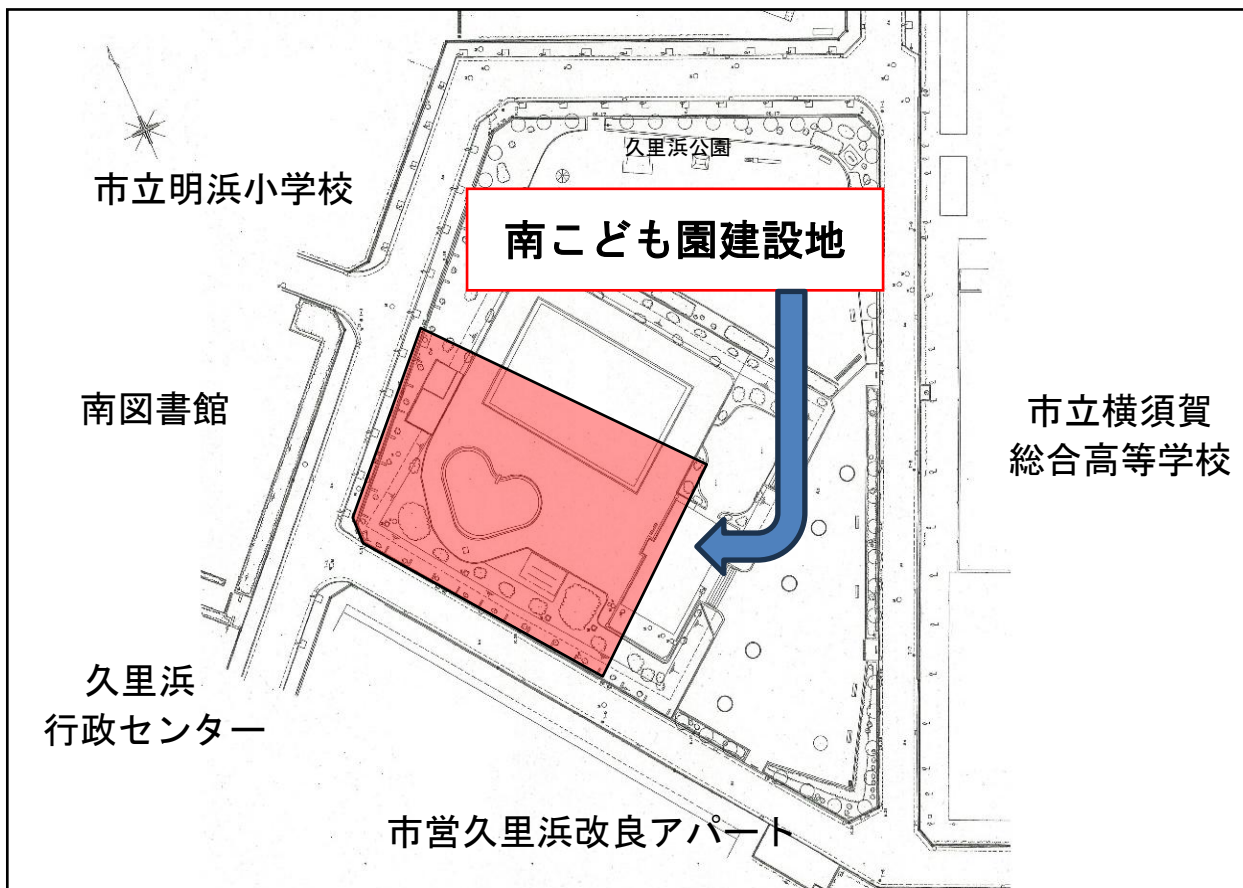 久里浜公園
市立明浜小学校
南こども園建設地
南図書館
市立横須賀
総合高等学校
久里浜
行政センター
市営久里浜改良アパート